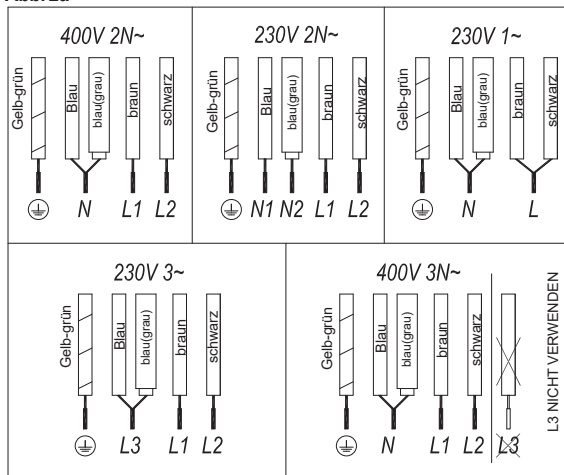 400V 2N~
Gelb-grün
Blau
blau(grau)
braun
schwarz
N L1 L2
230V 2N~
Gelb-grün
Blau
blau(grau)
braun
schwarz
N1 N2 L1 L2
230V 1~
Gelb-grün
Blau
blau(grau)
braun
schwarz
N L
230V 3~
Gelb-grün
Blau
blau(grau)
braun
schwarz
L3 L1 L2
400V 3N~
Gelb-grün
Blau
blau(grau)
braun
schwarz
N L1 L2 L3
L3 NICHT VERWENDEN